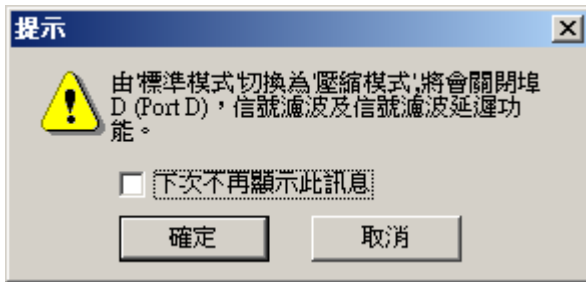 提示
由'標準模式'切換為'壓縮模式',將會關閉埠
D (Port D)，信號濾波及信號濾波延遲功
能。
下次不再顯示此訊息
確定
取消